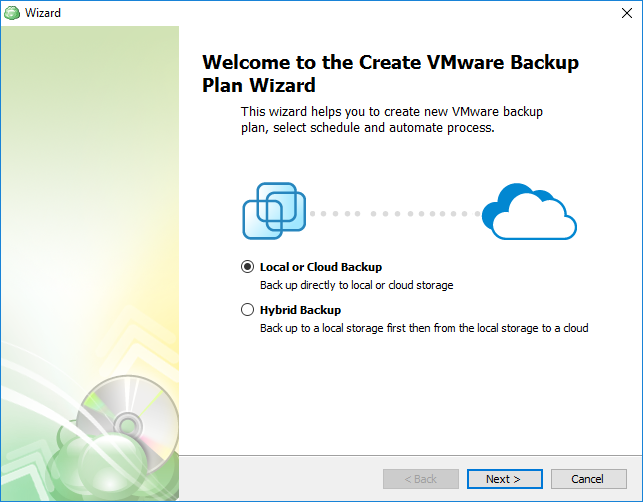 Wizard
Welcome to the Create VMware Backup
Plan Wizard
This wizard helps you to create new VMware backup
plan, select schedule and automate process.
Local or Cloud Backup
Back up directly to local or cloud storage
Hybrid Backup
Back up to a local storage first then from the local storage to a cloud
< Back
Next >
Cancel